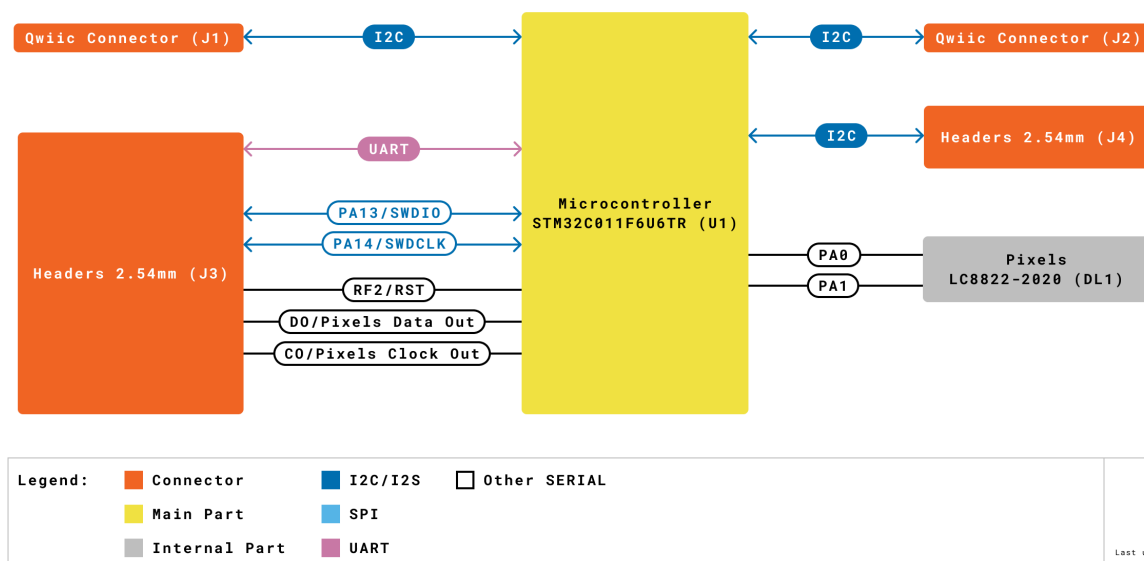 Qwiic Connector (J1)
I2C
I2C
Qwiic Connector (J2)
I2C
Headers 2.54mm (J4)
UART
Microcontroller
STM32C011F6U6TR (U1)
PA13/SWDIO
PA14/SWDCLK
Headers 2.54mm (J3)
RF2/RST
DO/Pixels Data Out
CO/Pixels Clock Out
PA0
PA1
Pixels
LC8822-2020 (DL1)
Legend:
Connector
I2C/I2S
Other SERIAL
Main Part
SPI
Internal Part
UART
Last